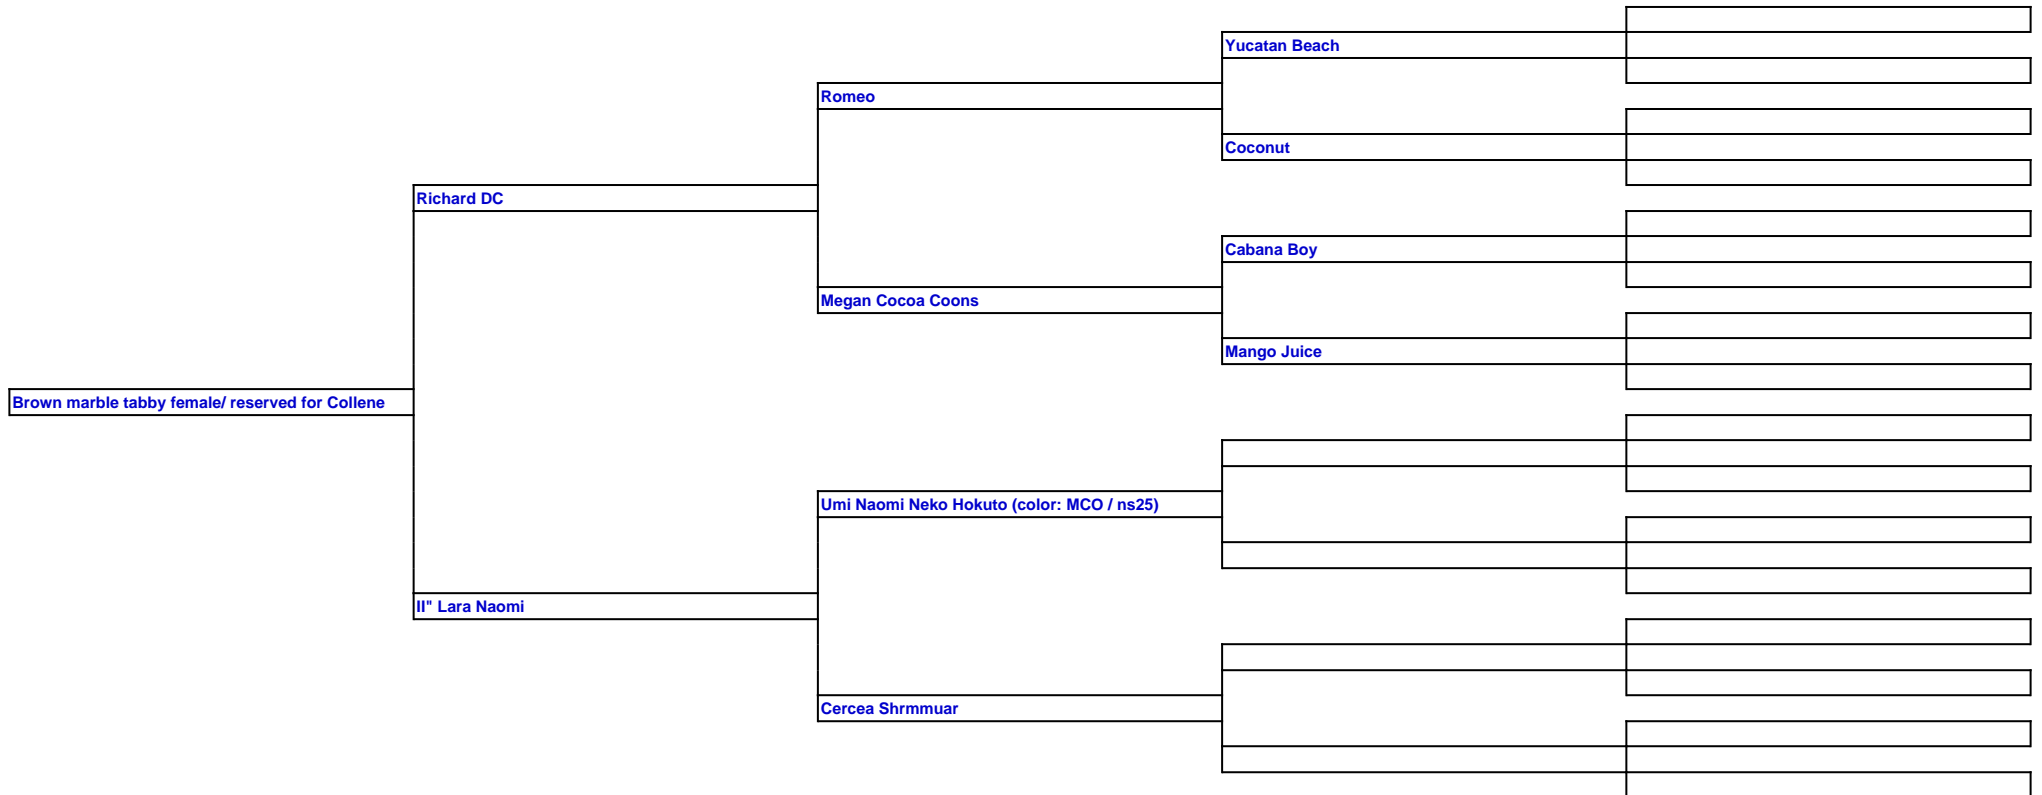 Yucatan Beach
Romeo
Coconut
Richard DC
Cabana Boy
Megan Cocoa Coons
Mango Juice
Brown marble tabby female/ reserved for Collene
Umi Naomi Neko Hokuto (color: MCO / ns25)
II" Lara Naomi
Cercea Shrmmuar